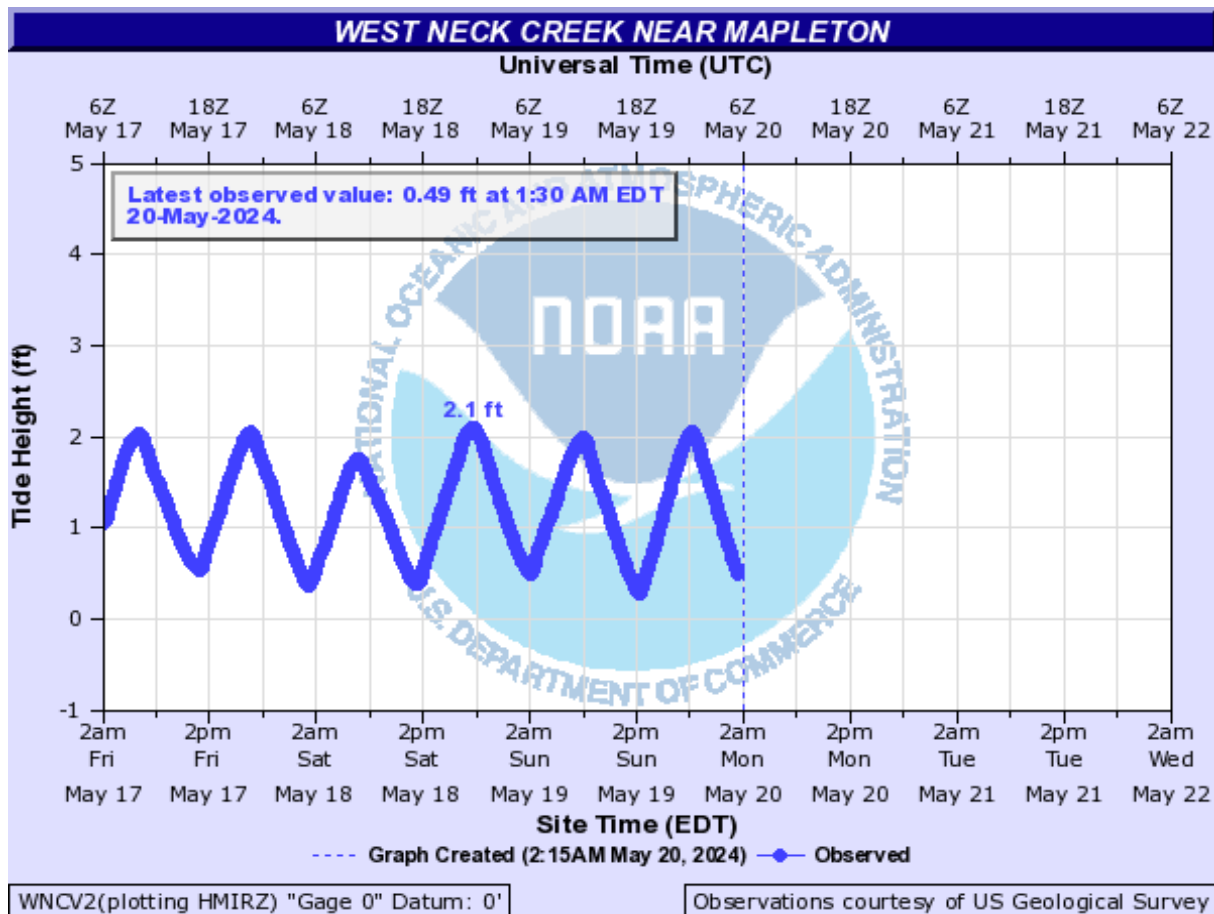 WEST NECK CREEK NEAR MAPLETON
Universal Time (UTC)
6Z 18Z 6Z 18Z 6Z 18Z 6Z 18Z 6Z 18Z 6Z
May 17 May 17 May 18 May 18 May 19 May 19 May 20 May 20 May 21 May 21 May 22
5
Latest observed value: 0.49 ft at 1:30 AM EDT
20-May-2024.
NATIONAL OCEANIC AND ATMOSPHERIC ADMINISTRATION
NOAA
U.S. DEPARTMENT OF COMMERCE
4
3
2.1 ft
2
1
0
-1
Tide Height (ft)
2am 2pm 2am 2pm 2am 2pm 2am 2pm 2am 2pm 2am
Fri Fri Sat Sat Sun Sun Mon Mon Tue Tue Wed
May 17 May 17 May 18 May 18 May 19 May 19 May 20 May 20 May 21 May 21 May 22
Site Time (EDT)
Graph Created (2:15AM May 20, 2024) Observed
WNCV2(plotting HMIRZ) "Gage 0" Datum: 0'
Observations courtesy of US Geological Survey